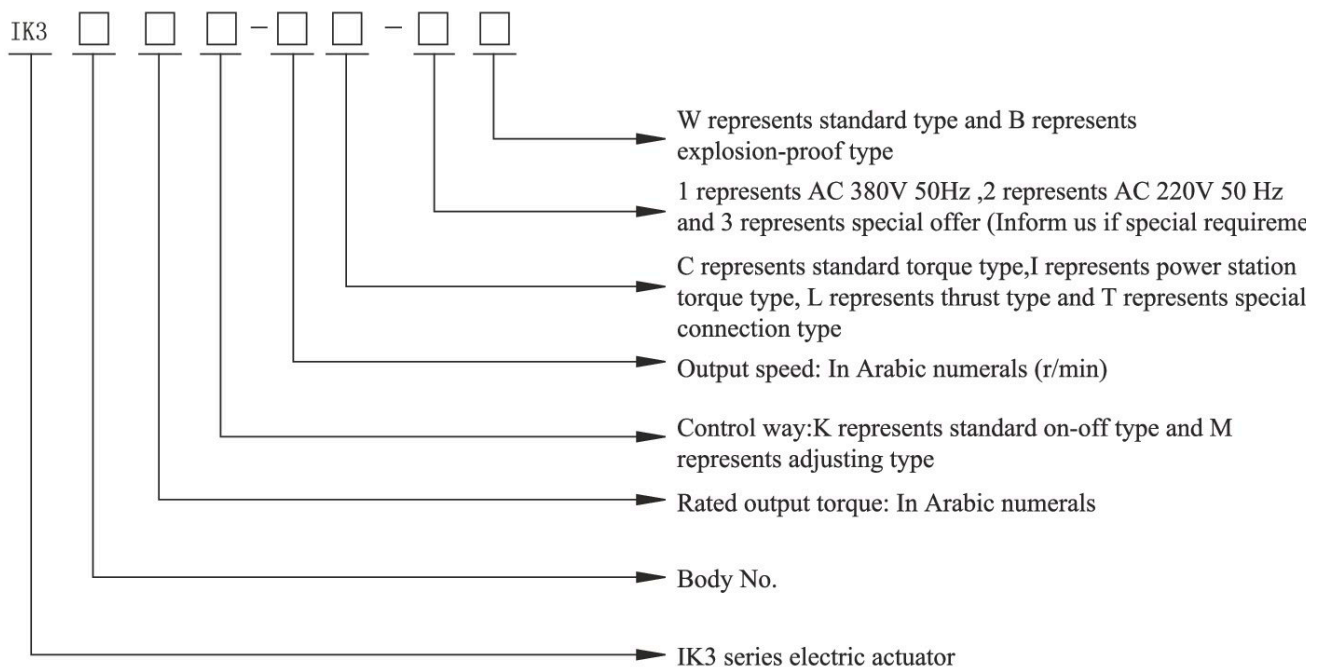 IK3 □ □ □ - □ □ - □ □
W represents standard type and B represents
explosion-proof type
1 represents AC 380V 50Hz ,2 represents AC 220V 50 Hz
and 3 represents special offer (Inform us if special requireme
C represents standard torque type,I represents power station
torque type, L represents thrust type and T represents special
connection type
Output speed: In Arabic numerals (r/min)
Control way:K represents standard on-off type and M
represents adjusting type
Rated output torque: In Arabic numerals
Body No.
IK3 series electric actuator